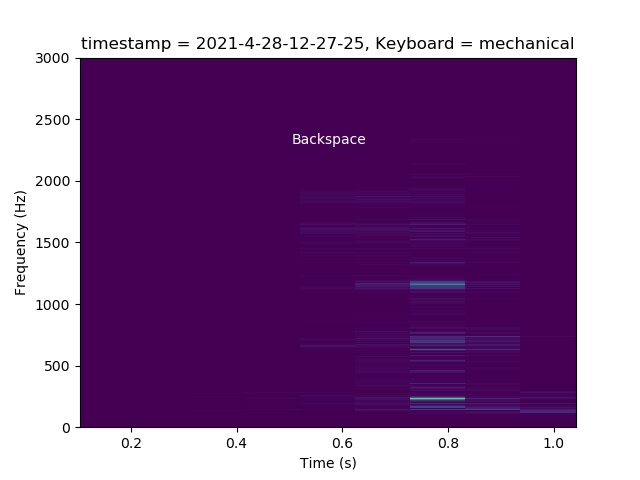 timestamp = 2021-4-28-12-27-25, Keyboard = mechanical
3000
2500
Backspace
2000
1500
1000
500
0
Frequency (Hz)
0.2 0.4 0.6 0.8 1.0
Time (s)